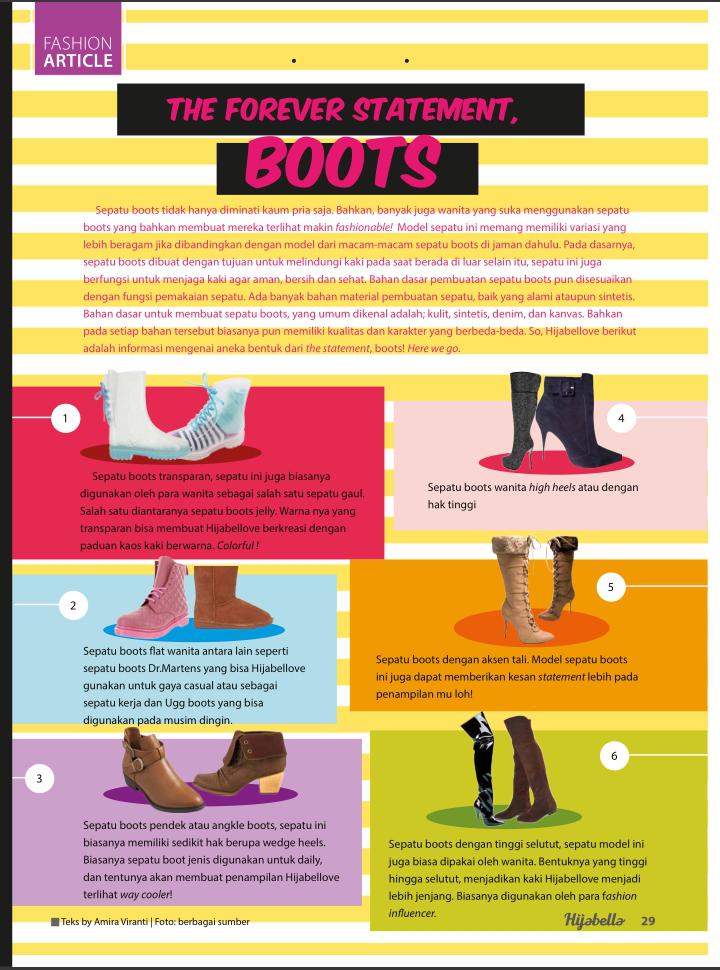 FASHION
ARTICLE
THE FOREVER STATEMENT,
BOOTS
Sepatu boots tidak hanya diminati kaum pria saja. Bahkan, banyak juga wanita yang suka menggunakan sepatu
boots yang bahkan membuat mereka terlihat makin fashionable! Model sepatu ini memang memiliki variasi yang
lebih beragam jika dibandingkan dengan model dari macam-macam sepatu boots di jaman dahulu. Pada dasarnya,
sepatu boots dibuat dengan tujuan untuk melindungi kaki pada saat berada di luar selain itu, sepatu ini juga
berfungsi untuk menjaga kaki agar aman, bersih dan sehat. Bahan dasar pembuatan sepatu boots pun disesuaikan
dengan fungsi pemakaian sepatu. Ada banyak bahan material pembuatan sepatu, baik yang alami ataupun sintetis.
Bahan dasar untuk membuat sepatu boots, yang umum dikenal adalah; kulit, sintetis, denim, dan kanvas. Bahkan
pada setiap bahan tersebut biasanya pun memiliki kualitas dan karakter yang berbeda-beda. So, Hijabellove berikut
adalah informasi mengenai aneka bentuk dari the statement, boots! Here we go.
1
Sepatu boots transparan, sepatu ini juga biasanya
digunakan oleh para wanita sebagai salah satu sepatu gaul.
Salah satu diantaranya sepatu boots jelly. Warna nya yang
transparan bisa membuat Hijabellove berkreasi dengan
paduan kaos kaki berwarna. Colorful !
2
Sepatu boots flat wanita antara lain seperti
sepatu boots Dr.Martens yang bisa Hijabellove
gunakan untuk gaya casual atau sebagai
sepatu kerja dan Ugg boots yang bisa
digunakan pada musim dingin.
3
Sepatu boots pendek atau angkle boots, sepatu ini
biasanya memiliki sedikit hak berupa wedge heels.
Biasanya sepatu boot jenis digunakan untuk daily,
dan tentunya akan membuat penampilan Hijabellove
terlihat way cooler!
4
Sepatu boots wanita high heels atau dengan
hak tinggi
5
Sepatu boots dengan aksen tali. Model sepatu boots
ini juga dapat memberikan kesan statement lebih pada
penampilan mu loh!
6
Sepatu boots dengan tinggi selutut, sepatu model ini
juga biasa dipakai oleh wanita. Bentuknya yang tinggi
hingga selutut, menjadikan kaki Hijabellove menjadi
lebih jenjang. Biasanya digunakan oleh para fashion
influencer.
Teks by Amira Viranti | Foto: berbagai sumber
Hijabella 29